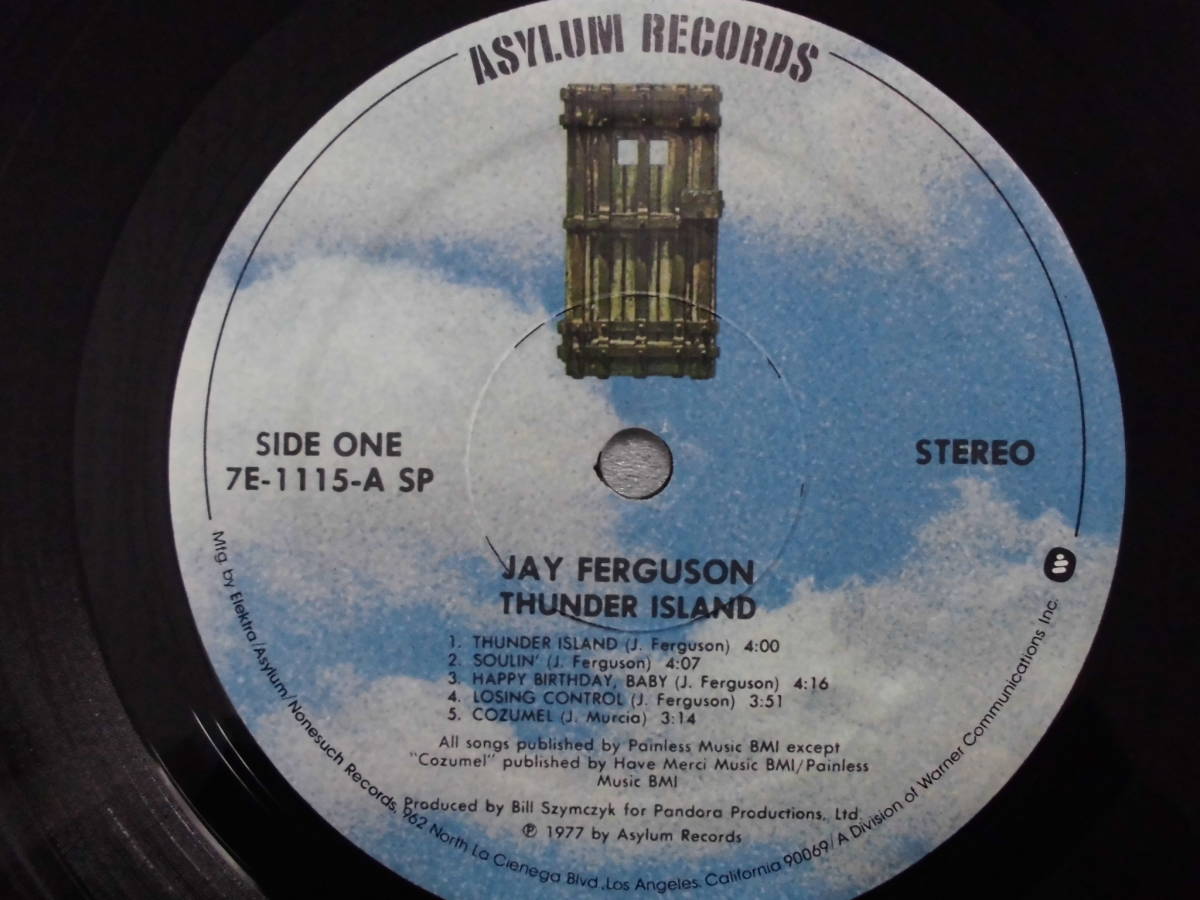 ASYLUM RECORDS
SIDE ONE
7E-1115-A SP
STEREO
JAY FERGUSON
THUNDER ISLAND
1. THUNDER ISLAND (J. Ferguson) 4:00
2. SOULIN' (J. Ferguson) 4:07
3. HAPPY BIRTHDAY, BABY (J. Ferguson) 4:16
4. LOSING CONTROL (J. Ferguson) 3:51
5. COZUMEL (J. Murcia) 3:14
All songs published by Painless Music BMI except
"Cozumel" published by Have Merci Music BMI/Painless
Music BMI
Produced by Bill Szymczyk for Pandora Productions, Ltd.
℗ 1977 by Asylum Records
Mfg. by Elektra/Asylum/Nonesuch Records, 962 North La Cienega Blvd., Los Angeles, California 90069/A Division of Warner Communications Inc.